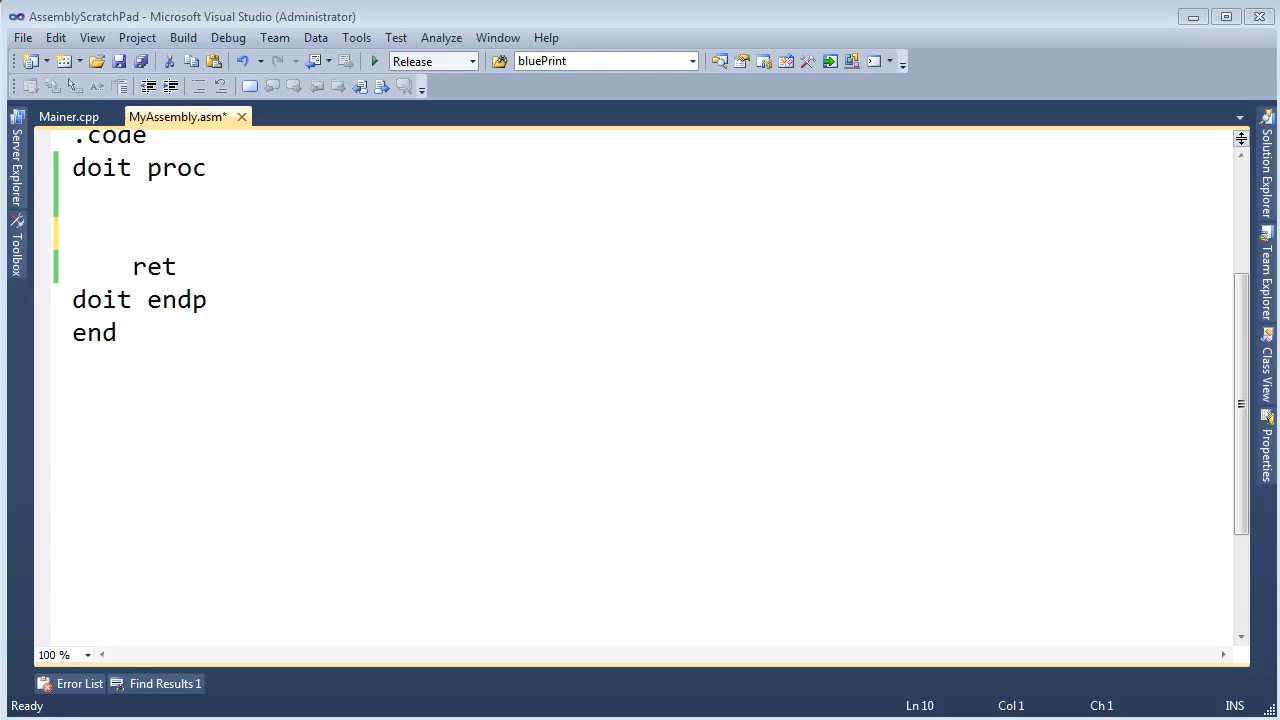 AssemblyScratchPad - Microsoft Visual Studio (Administrator)
File Edit View Project Build Debug Team Data Tools Test Analyze Window Help
Release bluePrint
Mainer.cpp MyAssembly.asm*
Server Explorer
Toolbox
.code
doit proc
ret
doit endp
end
Solution Explorer
Team Explorer
Class View
Properties
100 %
Error List Find Results 1
Ready Ln 10 Col 1 Ch 1 INS